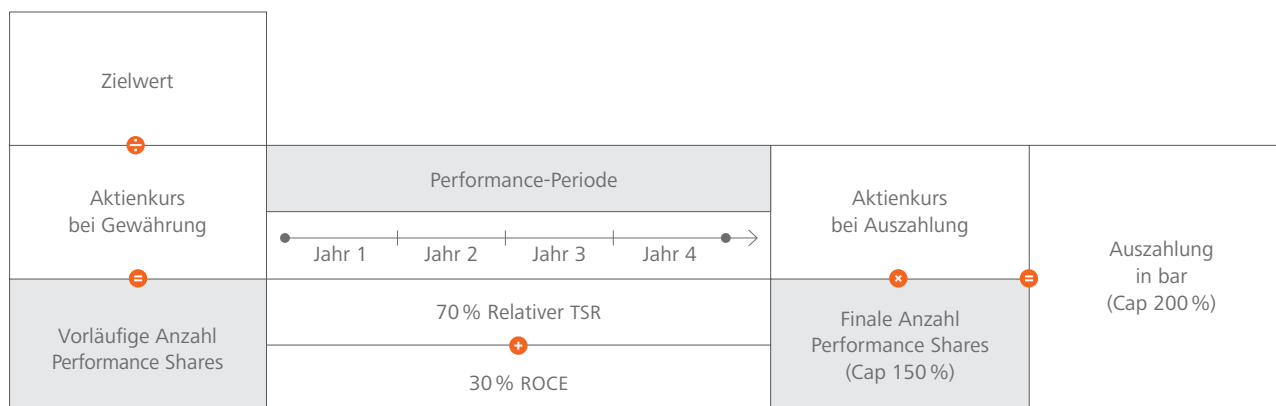 Zielwert
÷
Aktienkurs
bei Gewährung
=
Vorläufige Anzahl
Performance Shares
Performance-Periode
Jahr 1
Jahr 2
Jahr 3
Jahr 4
70 % Relativer TSR
+
30 % ROCE
Aktienkurs
bei Auszahlung
×
Finale Anzahl
Performance Shares
(Cap 150 %)
=
Auszahlung
in bar
(Cap 200 %)